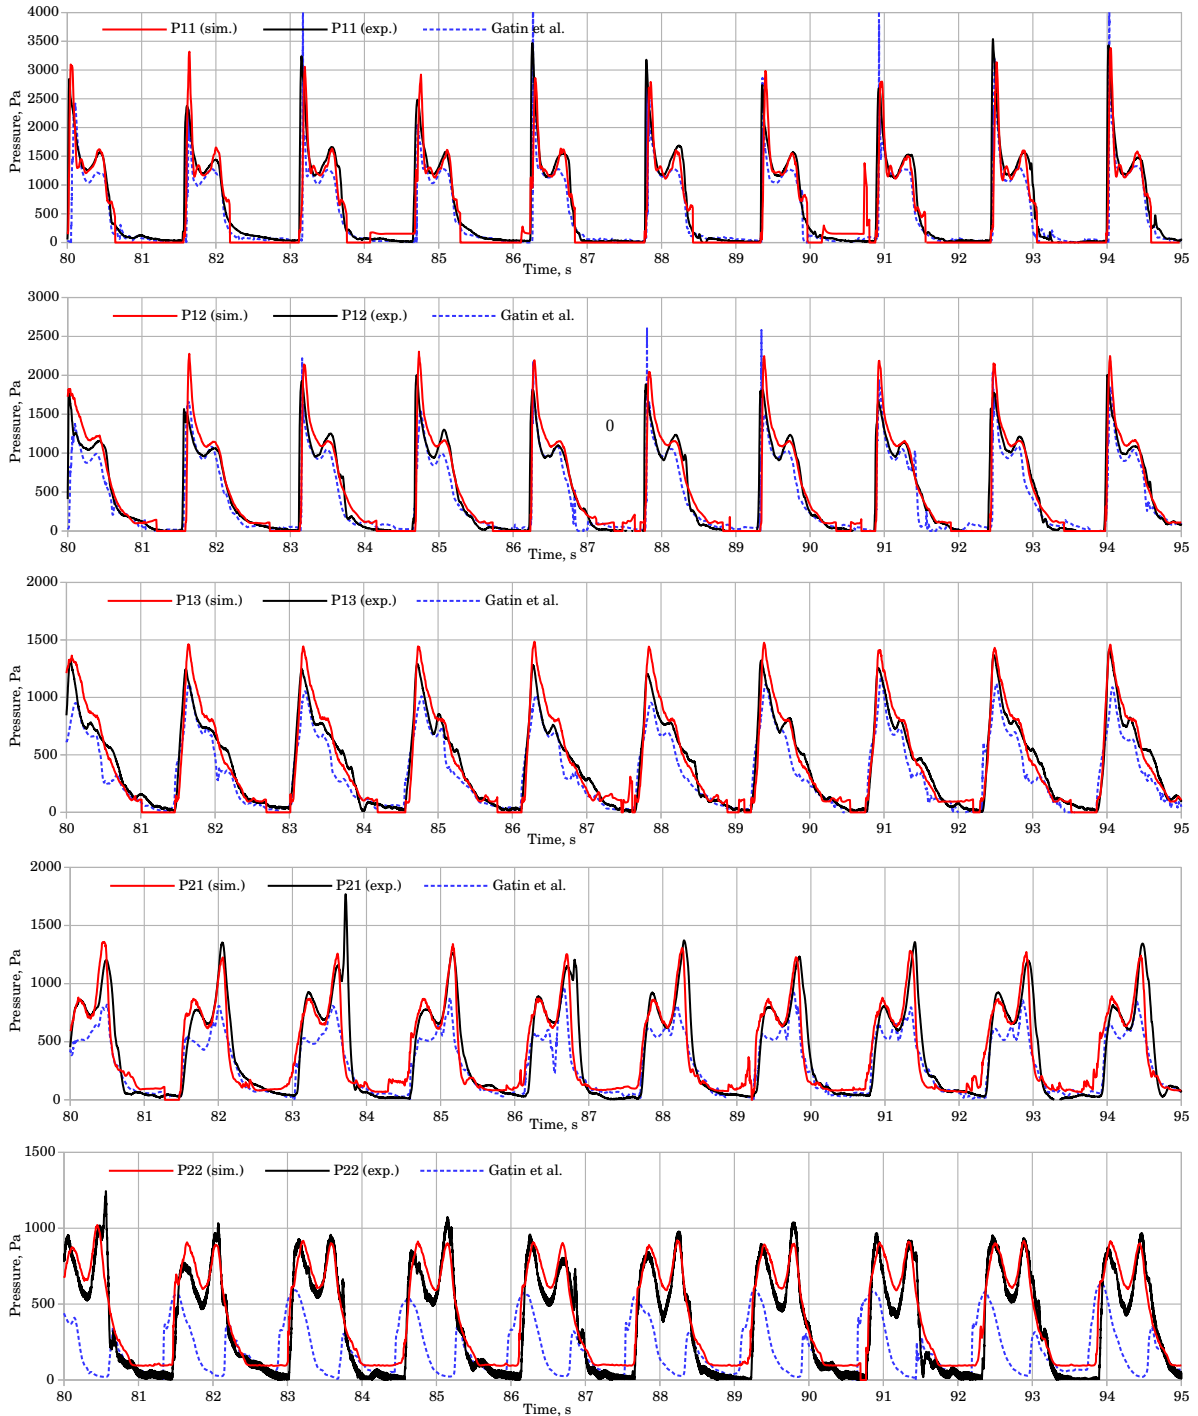 P11 (sim.) P11 (exp.) Gatin et al.
Pressure, Pa
4000
3500
3000
2500
2000
1500
1000
500
0
80 81 82 83 84 85 86 87 88 89 90 91 92 93 94 95
Time, s
P12 (sim.) P12 (exp.) Gatin et al.
Pressure, Pa
3000
2500
2000
1500
1000
500
0
0
80 81 82 83 84 85 86 87 88 89 90 91 92 93 94 95
Time, s
P13 (sim.) P13 (exp.) Gatin et al.
Pressure, Pa
2000
1500
1000
500
0
80 81 82 83 84 85 86 87 88 89 90 91 92 93 94 95
Time, s
P21 (sim.) P21 (exp.) Gatin et al.
Pressure, Pa
2000
1500
1000
500
0
80 81 82 83 84 85 86 87 88 89 90 91 92 93 94 95
Time, s
P22 (sim.) P22 (exp.) Gatin et al.
Pressure, Pa
1500
1000
500
0
80 81 82 83 84 85 86 87 88 89 90 91 92 93 94 95
Time, s